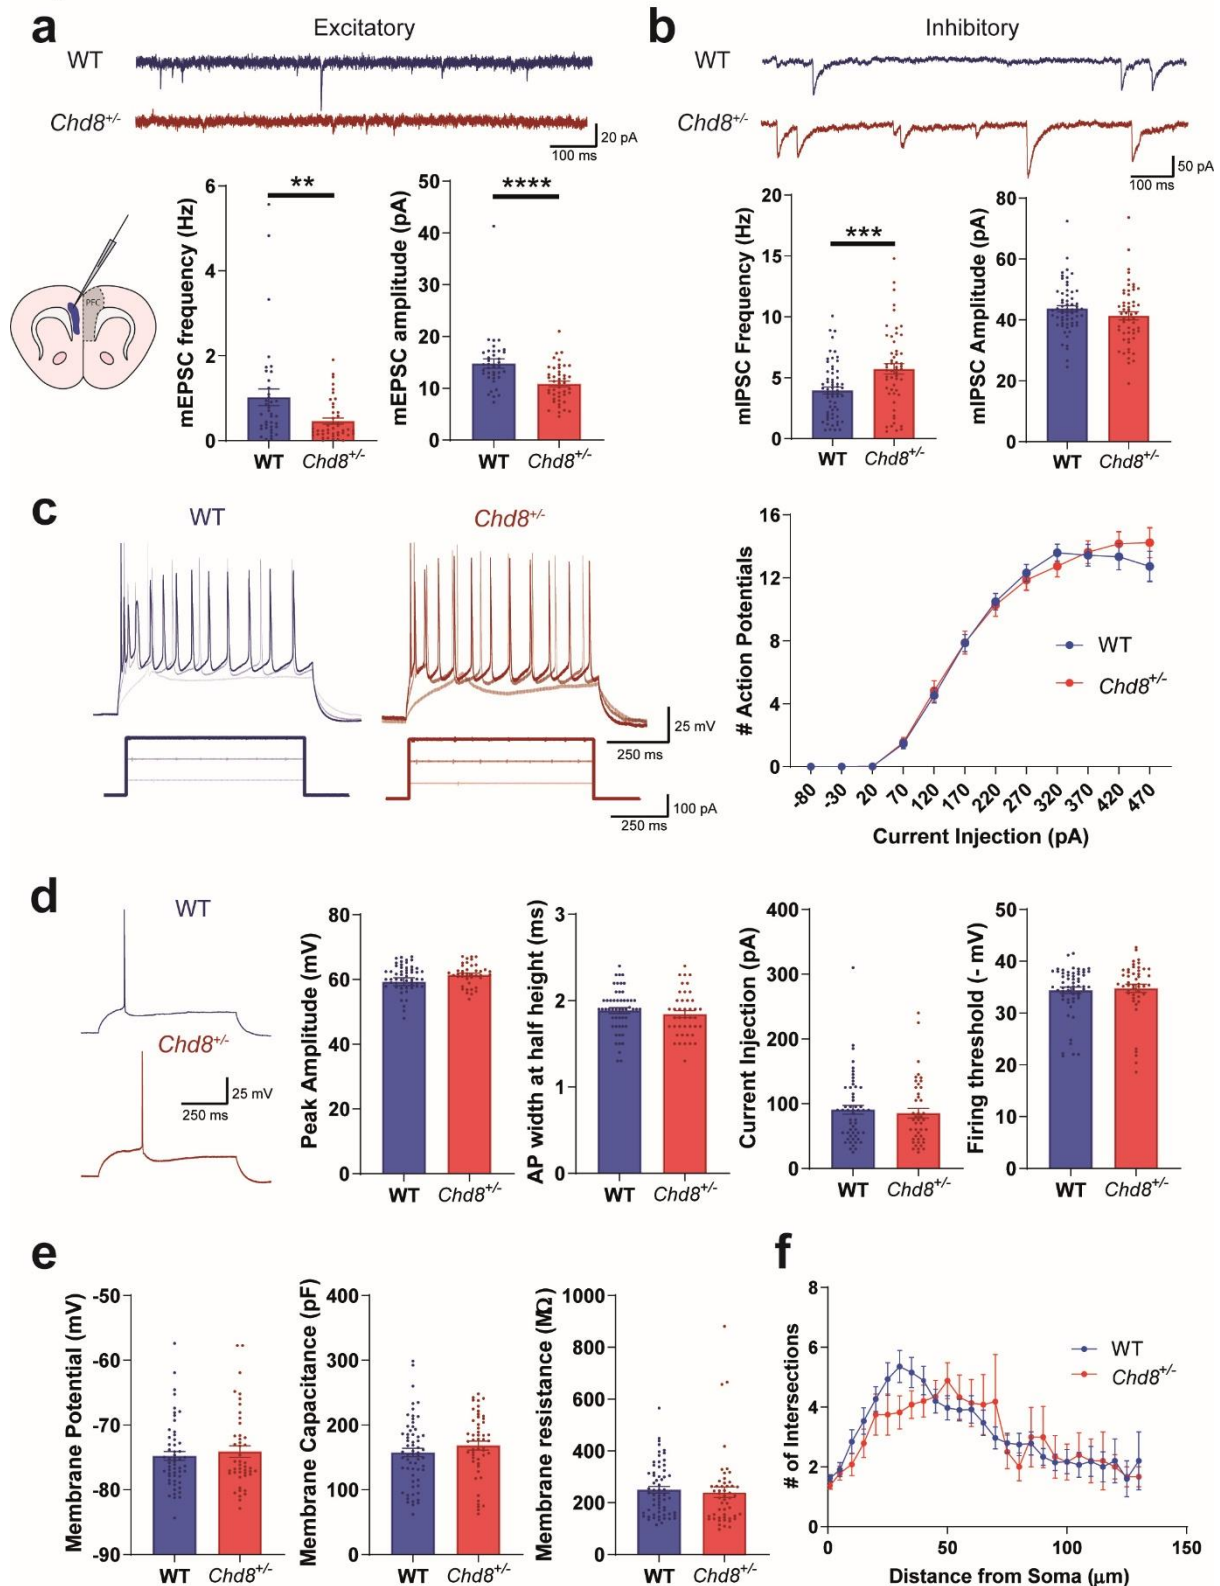 a
Excitatory
WT
Chd8+/-
20 pA
100 ms
**
6
4
2
0
mEPSC frequency (Hz)
WT
Chd8+/-
****
50
40
30
20
10
0
mEPSC amplitude (pA)
WT
Chd8+/-
PFC
b
Inhibitory
WT
Chd8+/-
50 pA
100 ms
***
20
15
10
5
0
mIPSC Frequency (Hz)
WT
Chd8+/-
80
60
40
20
0
mIPSC Amplitude (pA)
WT
Chd8+/-
c
WT
Chd8+/-
25 mV
250 ms
100 pA
250 ms
16
12
8
4
0
# Action Potentials
WT
Chd8+/-
-80
-30
20
70
120
170
220
270
320
370
420
470
Current Injection (pA)
d
WT
Chd8+/-
25 mV
250 ms
80
60
40
20
0
Peak Amplitude (mV)
WT
Chd8+/-
3
2
1
0
AP width at half height (ms)
WT
Chd8+/-
400
300
200
100
0
Current Injection (pA)
WT
Chd8+/-
50
40
30
20
10
0
Firing threshold (- mV)
WT
Chd8+/-
e
-50
-60
-70
-80
-90
Membrane Potential (mV)
WT
Chd8+/-
400
300
200
100
0
Membrane Capacitance (pF)
WT
Chd8+/-
1000
800
600
400
200
0
Membrane resistance (MΩ)
WT
Chd8+/-
f
8
6
4
2
0
# of Intersections
WT
Chd8+/-
0
50
100
150
Distance from Soma (μm)